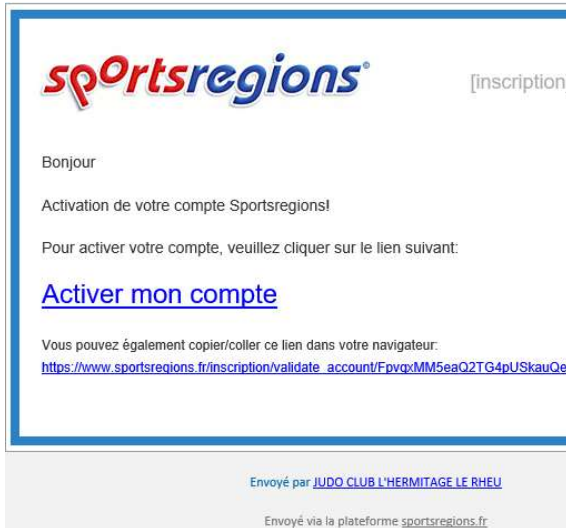 sportsregions®
[inscription
Bonjour
Activation de votre compte Sportsregions!
Pour activer votre compte, veuillez cliquer sur le lien suivant:
Activer mon compte
Vous pouvez également copier/coller ce lien dans votre navigateur:
https://www.sportsregions.fr/inscription/validate_account/FpvqxMM5eaQ2TG4pUSkauQe
Envoyé par JUDO CLUB L'HERMITAGE LE RHEU
Envoyé via la plateforme sportsregions.fr